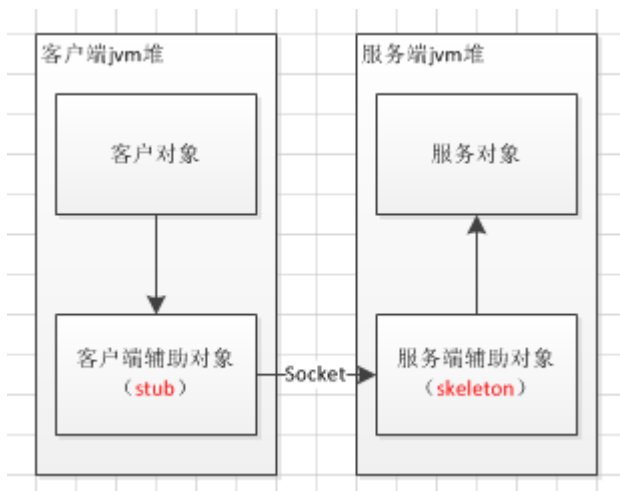 客户端jvm堆
服务端jvm堆
客户对象
服务对象
客户端辅助对象
（stub）
Socket
服务端辅助对象
（skeleton）